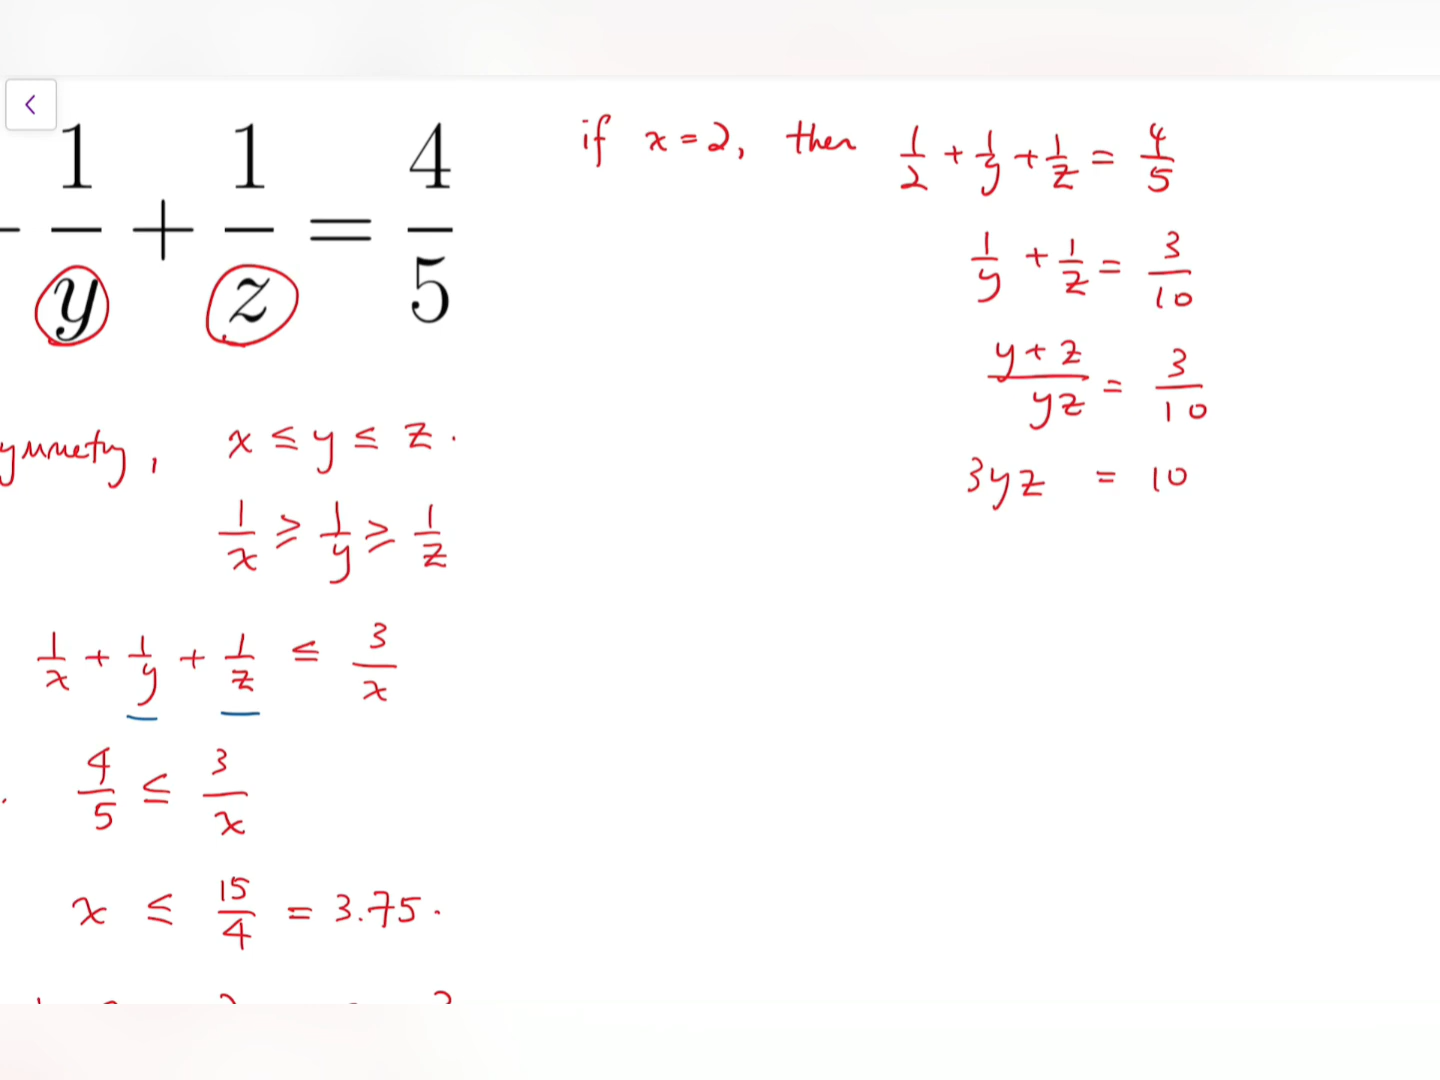 1/y + 1/z = 4/5
ymmetry, x ≤ y ≤ z.
1/x ≥ 1/y ≥ 1/z
1/x + 1/y + 1/z ≤ 3/x
4/5 ≤ 3/x
x ≤ 15/4 = 3.75.
if x = 2, then 1/2 + 1/y + 1/z = 4/5
1/y + 1/z = 3/10
y + z/yz = 3/10
3yz = 10